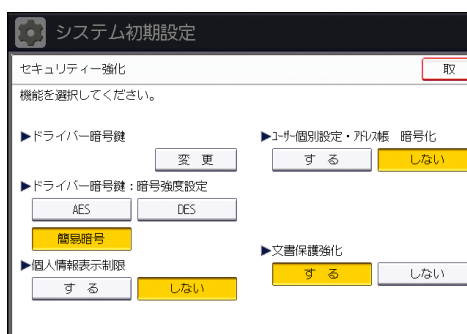 システム初期設定
セキュリティー強化
取
機能を選択してください。
▶ドライバー暗号鍵
変 更
▶ドライバー暗号鍵:暗号強度設定
AES
DES
簡易暗号
▶個人情報表示制限
す る
しない
▶ユーザー個別設定・アドレス帳 暗号化
す る
しない
▶文書保護強化
す る
しない